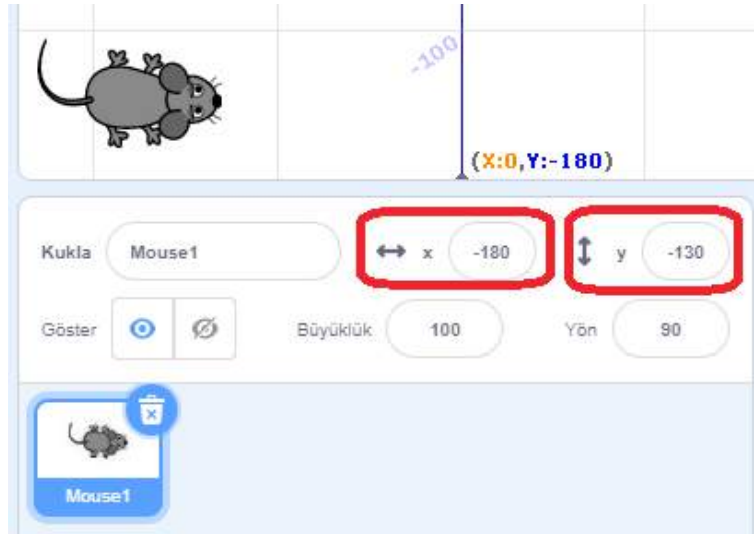 -100
(X:0,Y:-180)
Kukla Mouse1 x -180 y -130
Göster Büyüklük 100 Yön 90
Mouse1